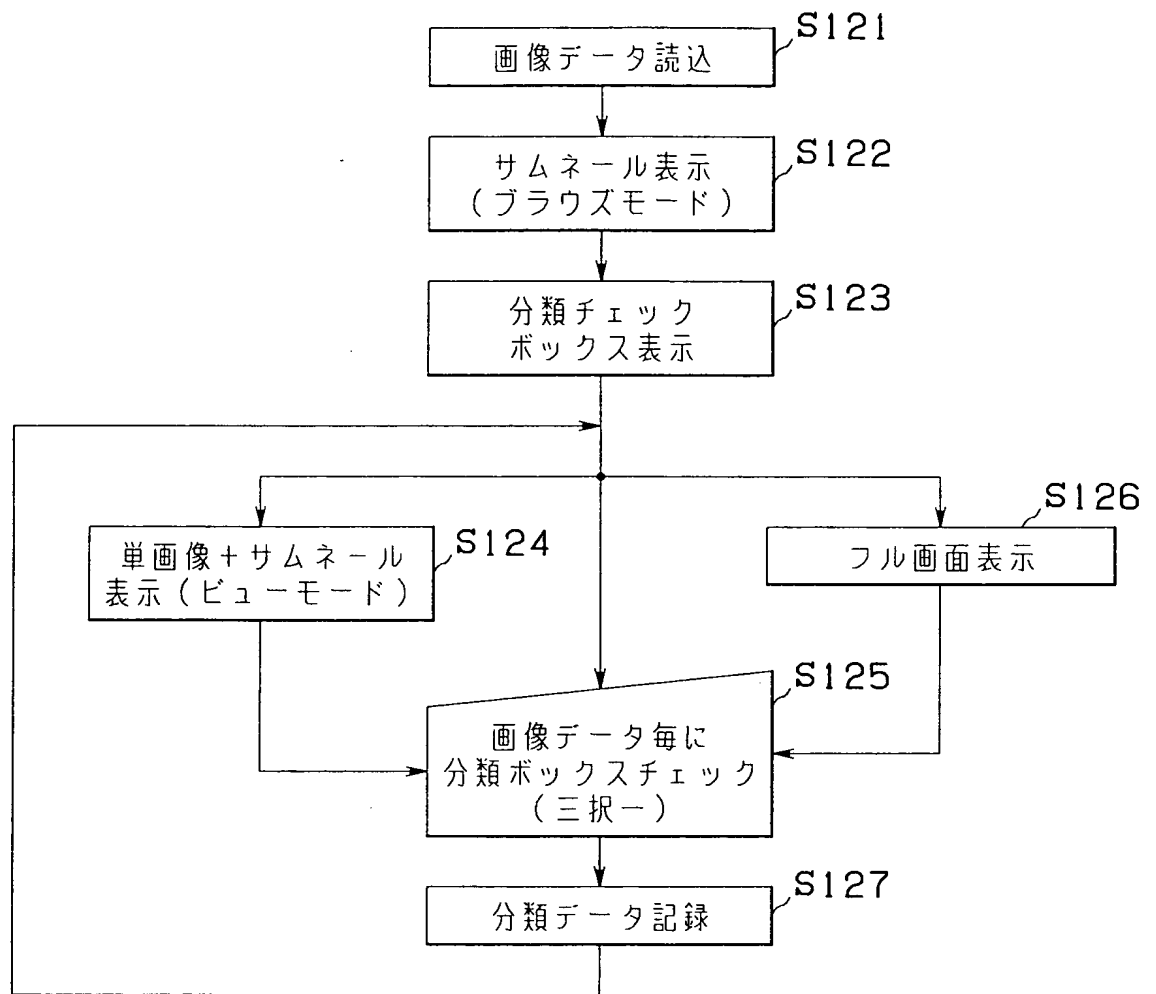 S121
画像データ読込
S122
サムネール表示
(ブラウズモード)
S123
分類チェック
ボックス表示
S124
単画像+サムネール
表示(ビューモード)
S126
フル画面表示
S125
画像データ毎に
分類ボックスチェック
(三択一)
S127
分類データ記録